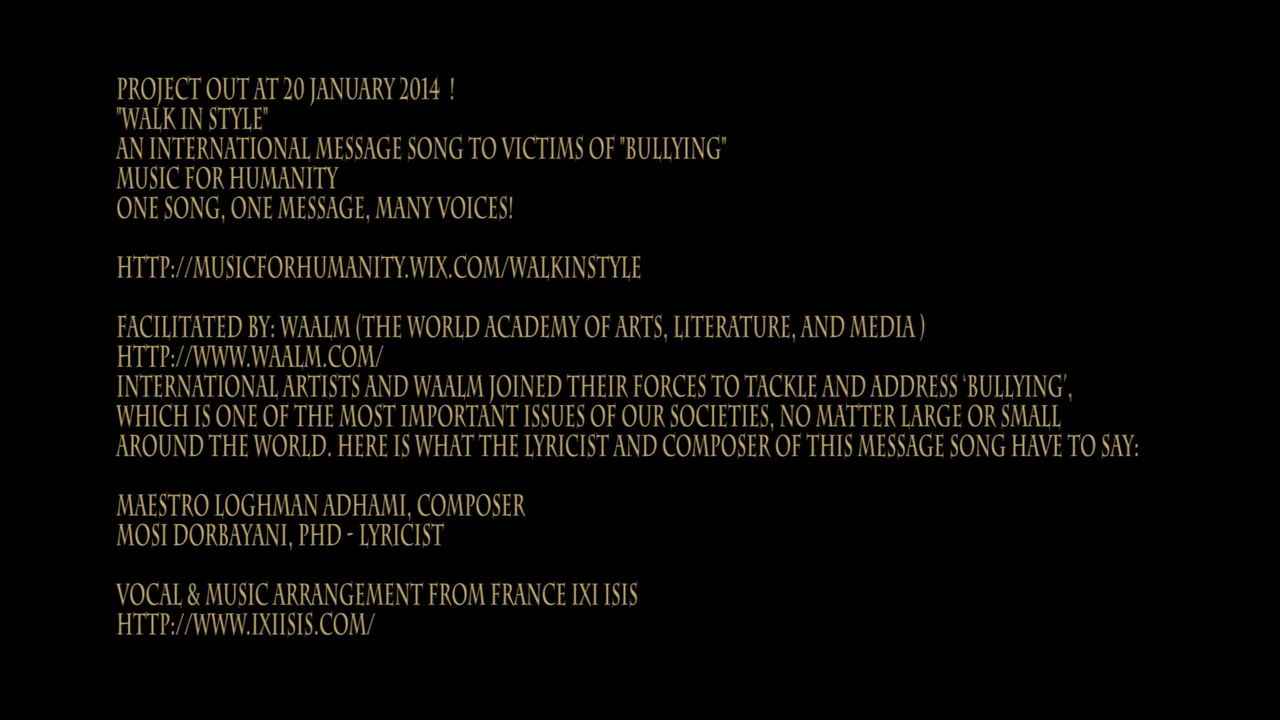 PROJECT OUT AT 20 JANUARY 2014 !
"WALK IN STYLE"
AN INTERNATIONAL MESSAGE SONG TO VICTIMS OF "BULLYING"
MUSIC FOR HUMANITY
ONE SONG, ONE MESSAGE, MANY VOICES!
HTTP://MUSICFORHUMANITY.WIX.COM/WALKINSTYLE
FACILITATED BY: WAALM (THE WORLD ACADEMY OF ARTS, LITERATURE, AND MEDIA )
HTTP://WWW.WAALM.COM/
INTERNATIONAL ARTISTS AND WAALM JOINED THEIR FORCES TO TACKLE AND ADDRESS ‘BULLYING’,
WHICH IS ONE OF THE MOST IMPORTANT ISSUES OF OUR SOCIETIES, NO MATTER LARGE OR SMALL
AROUND THE WORLD. HERE IS WHAT THE LYRICIST AND COMPOSER OF THIS MESSAGE SONG HAVE TO SAY:
MAESTRO LOGHMAN ADHAMI, COMPOSER
MOSI DORBAYANI, PHD - LYRICIST
VOCAL & MUSIC ARRANGEMENT FROM FRANCE IXI ISIS
HTTP://WWW.IXIISIS.COM/